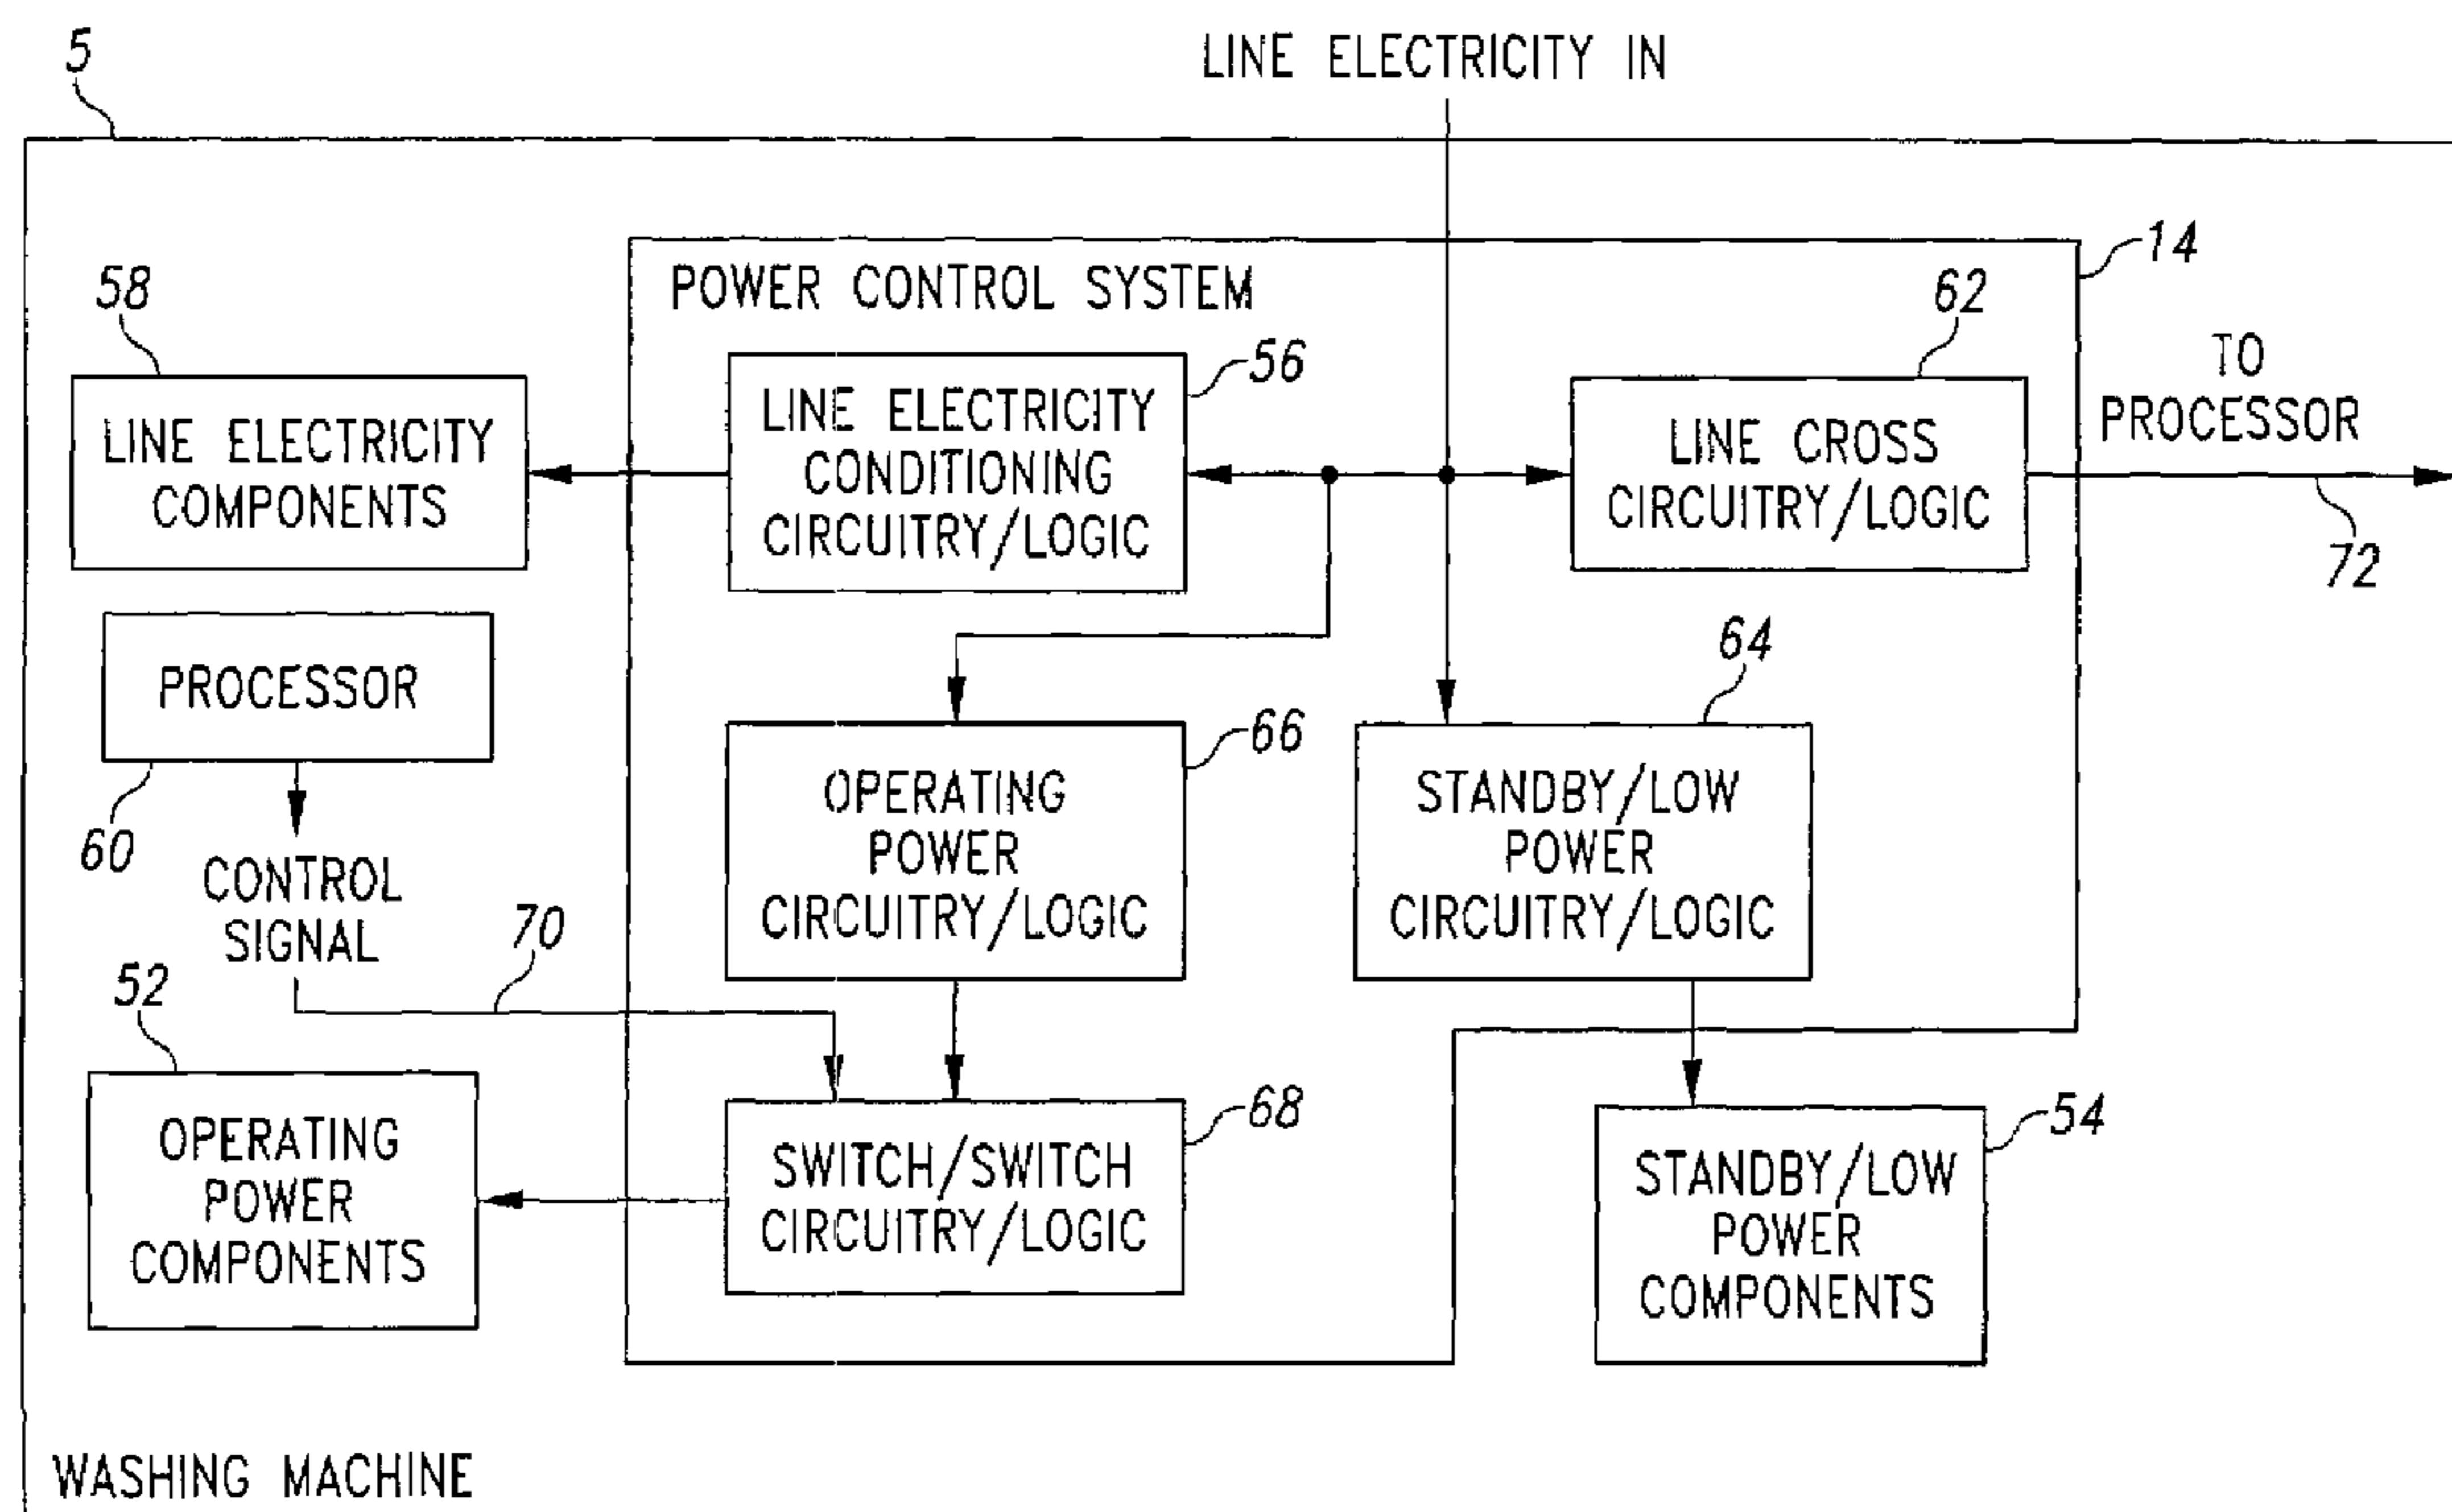 5
LINE ELECTRICITY IN
14
POWER CONTROL SYSTEM
58
62
56
TO
PROCESSOR
LINE ELECTRICITY
COMPONENTS
LINE ELECTRICITY
CONDITIONING
CIRCUITRY/LOGIC
LINE CROSS
CIRCUITRY/LOGIC
72
PROCESSOR
60
64
66
OPERATING
POWER
CIRCUITRY/LOGIC
STANDBY/LOW
POWER
CIRCUITRY/LOGIC
CONTROL
SIGNAL
70
52
68
54
OPERATING
POWER
COMPONENTS
SWITCH/SWITCH
CIRCUITRY/LOGIC
STANDBY/LOW
POWER
COMPONENTS
WASHING MACHINE